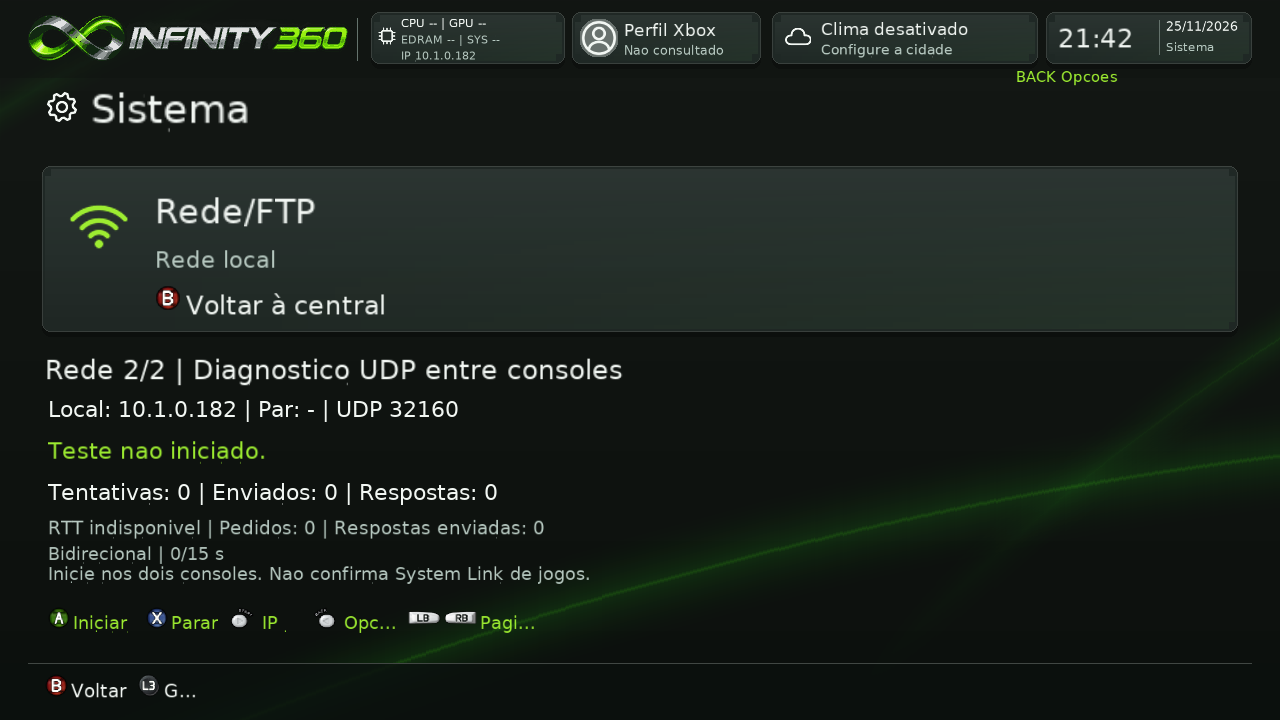 INFINITY 360
CPU -- | GPU --
EDRAM -- | SYS --
IP 10.1.0.182
Perfil Xbox
Nao consultado
Clima desativado
Configure a cidade
21:42
25/11/2026
Sistema
BACK Opcoes
Sistema
Rede/FTP
Rede local
B Voltar à central
Rede 2/2 | Diagnostico UDP entre consoles
Local: 10.1.0.182 | Par: - | UDP 32160
Teste nao iniciado.
Tentativas: 0 | Enviados: 0 | Respostas: 0
RTT indisponivel | Pedidos: 0 | Respostas enviadas: 0
Bidirecional | 0/15 s
Inicie nos dois consoles. Nao confirma System Link de jogos.
A Iniciar X Parar START IP BACK Opc... LB RB Pagi...
B Voltar L3 G...